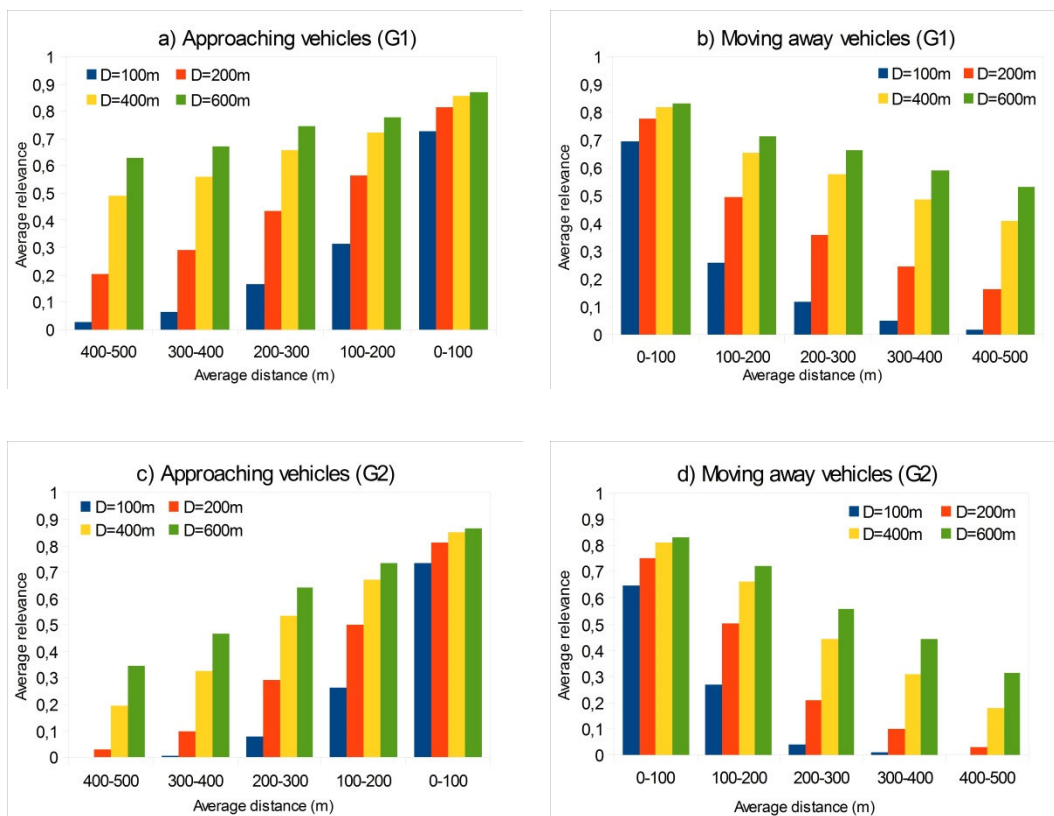 a) Approaching vehicles (G1)
1
0,9
0,8
0,7
0,6
0,5
0,4
0,3
0,2
0,1
0
Average relevance
D=100m D=200m
D=400m D=600m
400-500 300-400 200-300 100-200 0-100
Average distance (m)
b) Moving away vehicles (G1)
1
0,9
0,8
0,7
0,6
0,5
0,4
0,3
0,2
0,1
0
Average relevance
D=100m D=200m
D=400m D=600m
0-100 100-200 200-300 300-400 400-500
Average distance (m)
c) Approaching vehicles (G2)
1
0,9
0,8
0,7
0,6
0,5
0,4
0,3
0,2
0,1
0
Average relevance
D=100m D=200m
D=400m D=600m
400-500 300-400 200-300 100-200 0-100
Average distance (m)
d) Moving away vehicles (G2)
1
0,9
0,8
0,7
0,6
0,5
0,4
0,3
0,2
0,1
0
Average relevance
D=100m D=200m
D=400m D=600m
0-100 100-200 200-300 300-400 400-500
Average distance (m)